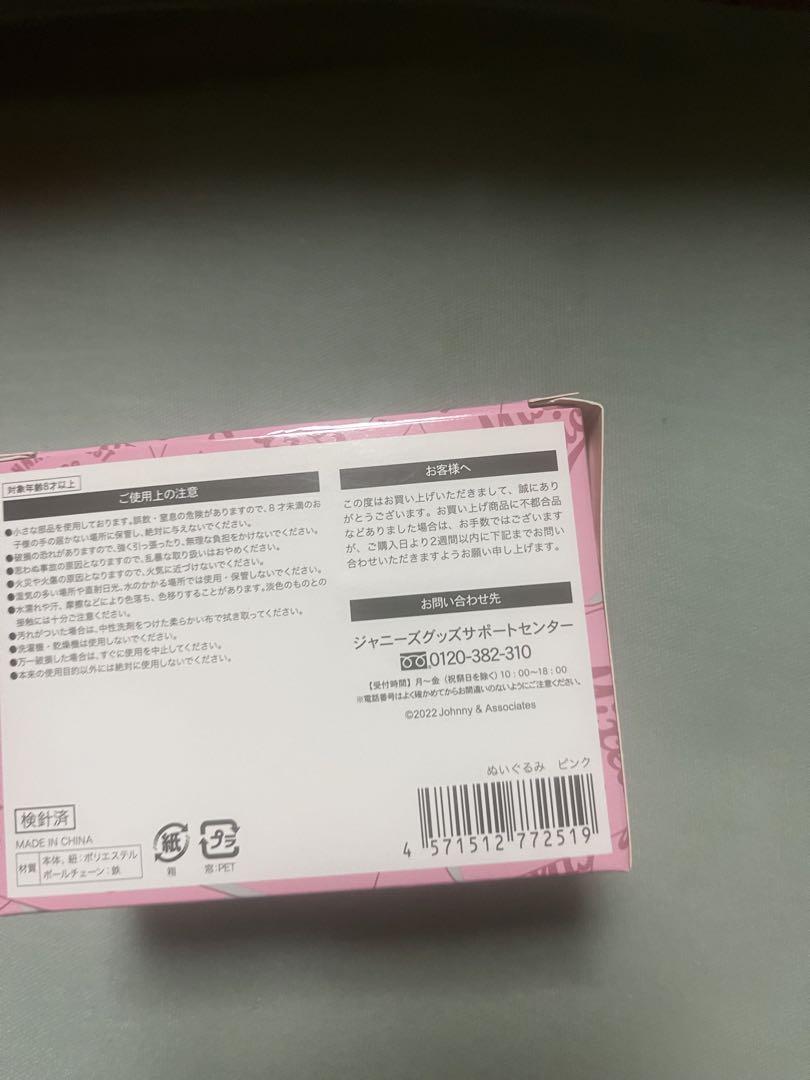 対象年齢8才以上
ご使用上の注意
●小さな部品を使用しております。誤飲・窒息の危険がありますので、8才未満のお
子様の手の届かない場所に保管し、絶対に与えないでください。
●破損の恐れがありますので、強く引っ張ったり、無理な負担をかけないでください。
●思わぬ事故の原因となりますので、乱暴な取り扱いはおやめください。
●火災や火傷の原因となりますので、火気に近づけないでください。
●湿気の多い場所や直射日光、水のかかる場所では使用・保管しないでください。
●水濡れや汗、摩擦などにより色落ち、色移りすることがあります。淡色のものとの
接触には十分ご注意ください。
●汚れがついた場合は、中性洗剤をつけた柔らかい布で拭き取ってください。
●洗濯機・乾燥機は使用しないでください。
●万一破損した場合は、すぐに使用を中止してください。
●本来の使用目的以外には絶対に使用しないでください。
お客様へ
この度はお買い上げいただきまして、誠にあり
がとうございます。お買い上げ商品に不都合品
などありました場合は、お手数ではございます
が、ご購入日より2週間以内に下記までお問い
合わせいただきますようお願い申し上げます。
お問い合わせ先
ジャニーズグッズサポートセンター
0120-382-310
【受付時間】月〜金（祝祭日を除く）10：00〜18：00
※電話番号はよく確かめてからお間違いのないようにご注意ください。
©2022 Johnny & Associates
ぬいぐるみ ピンク
4 571512 772519
検針済
MADE IN CHINA
材質 本体、紐：ポリエステル
ボールチェーン：鉄
紙
箱
プラ
窓：PET